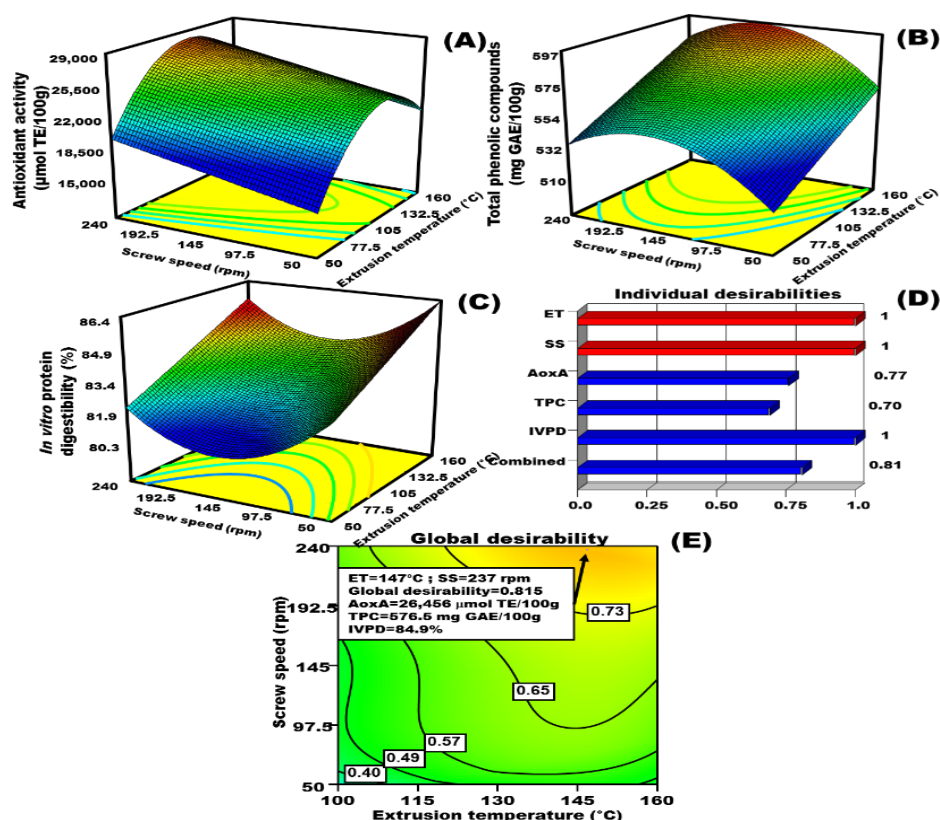 (A)
Antioxidant activity
(µmol TE/100g)
29,000
25,500
22,000
18,500
15,000
240
192.5
145
97.5
50
Screw speed (rpm)
50
77.5
105
132.5
160
Extrusion temperature (°C)
(B)
Total phenolic compounds
(mg GAE/100g)
597
575
554
532
510
240
192.5
145
97.5
50
Screw speed (rpm)
50
77.5
105
132.5
160
Extrusion temperature (°C)
(C)
In vitro protein
digestibility (%)
86.4
84.9
83.4
81.9
80.3
240
192.5
145
97.5
50
Screw speed (rpm)
50
77.5
105
132.5
160
Extrusion temperature (°C)
Individual desirabilities
(D)
ET
1
SS
1
AoxA
0.77
TPC
0.70
IVPD
1
Combined
0.81
0.0
0.25
0.50
0.75
1.0
Global desirability
(E)
Screw speed (rpm)
240
192.5
145
97.5
50
ET=147°C ; SS=237 rpm
Global desirability=0.815
AoxA=26,456 µmol TE/100g
TPC=576.5 mg GAE/100g
IVPD=84.9%
0.73
0.65
0.57
0.49
0.40
100
115
130
145
160
Extrusion temperature (°C)